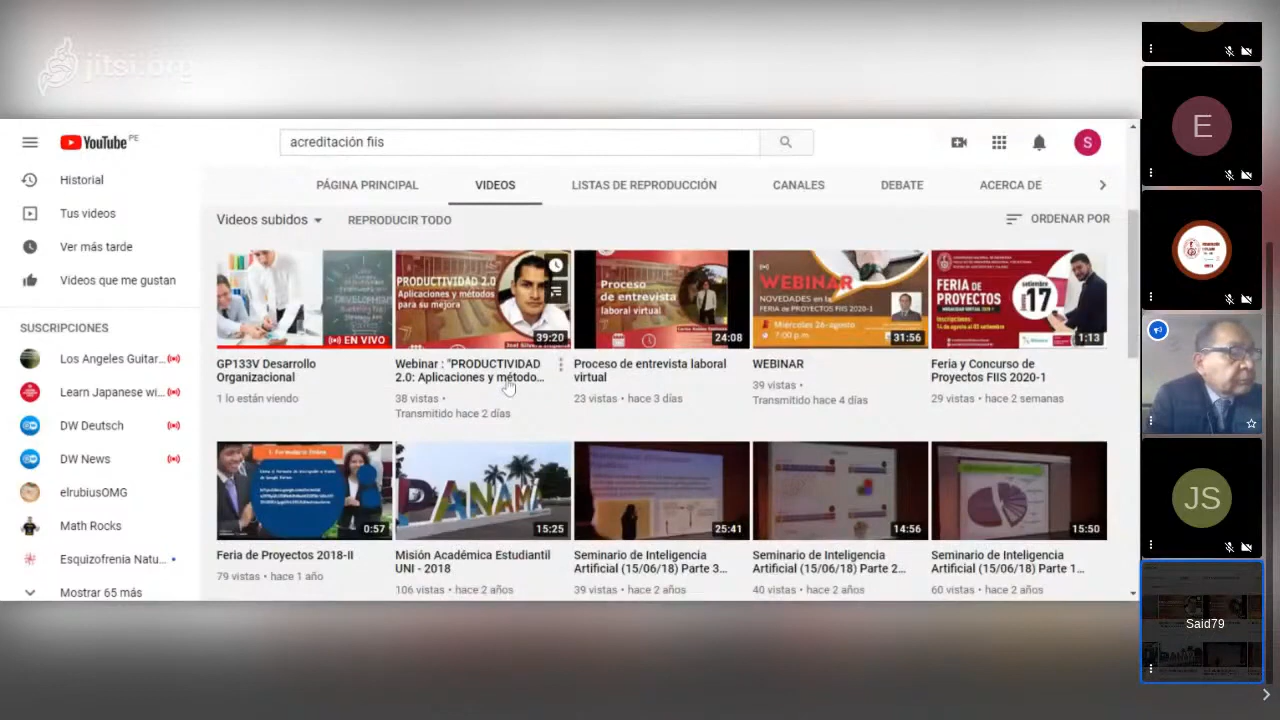 jitsi.org
YouTube PE
acreditación fiis
S
Historial
Tus videos
Ver más tarde
Videos que me gustan
SUSCRIPCIONES
Los Angeles Guitar...
Learn Japanese wi...
DW Deutsch
DW News
elrubiusOMG
Math Rocks
Esquizofrenia Natu...
Mostrar 65 más
PÁGINA PRINCIPAL
VIDEOS
LISTAS DE REPRODUCCIÓN
CANALES
DEBATE
ACERCA DE
Videos subidos
REPRODUCIR TODO
ORDENAR POR
EN VIVO
GP133V Desarrollo
Organizacional
1 lo están viendo
PRODUCTIVIDAD 2.0
Aplicaciones y métodos
para su mejora
39:20
Webinar : "PRODUCTIVIDAD
2.0: Aplicaciones y método...
38 vistas •
Transmitido hace 2 días
Proceso
de entrevista
laboral
virtual
24:08
Proceso de entrevista laboral
virtual
23 vistas • hace 3 días
WEBINAR
NOVEDADES en la
FERIA de PROYECTOS FIIS 2020-1
Miércoles 26-agosto
7:00 p.m.
31:56
WEBINAR
39 vistas •
Transmitido hace 4 días
FERIA DE
PROYECTOS
setiembre
17
1:13
Feria y Concurso de
Proyectos FIIS 2020-1
29 vistas • hace 2 semanas
0:57
Feria de Proyectos 2018-II
79 vistas • hace 1 año
PANAMA
15:25
Misión Académica Estudiantil
UNI - 2018
106 vistas • hace 2 años
25:41
Seminario de Inteligencia
Artificial (15/06/18) Parte 3...
39 vistas • hace 2 años
14:56
Seminario de Inteligencia
Artificial (15/06/18) Parte 2...
40 vistas • hace 2 años
15:50
Seminario de Inteligencia
Artificial (15/06/18) Parte 1...
60 vistas • hace 2 años
E
JS
Said79